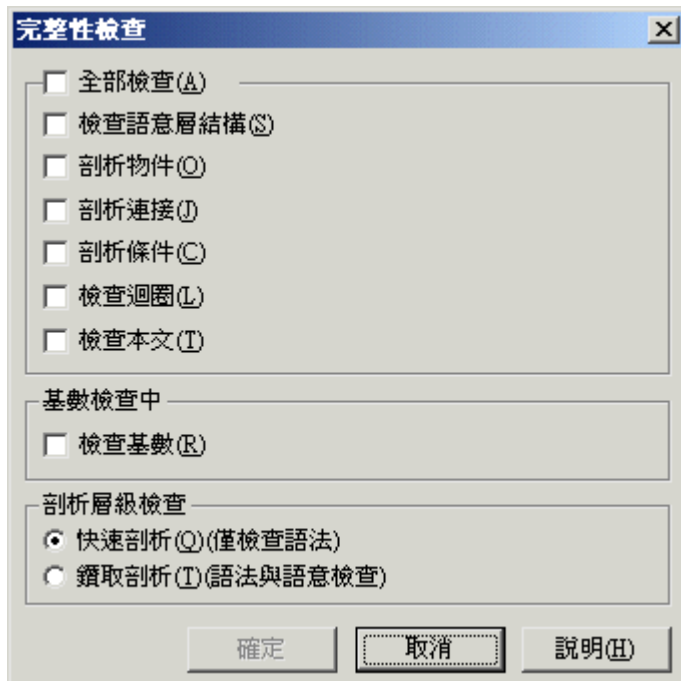 完整性檢查
全部檢查(A)
檢查語意層結構(S)
剖析物件(O)
剖析連接(J)
剖析條件(C)
檢查迴圈(L)
檢查本文(T)
基數檢查中
檢查基數(R)
剖析層級檢查
快速剖析(Q)(僅檢查語法)
鑽取剖析(T)(語法與語意檢查)
確定 取消 說明(H)